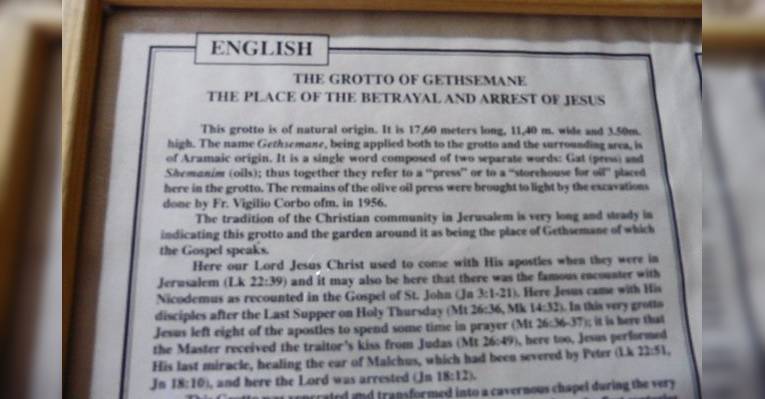 ENGLISH
THE GROTTO OF GETHSEMANE
THE PLACE OF THE BETRAYAL AND ARREST OF JESUS
This grotto is of natural origin. It is 17,60 meters long, 11,40 m. wide and 3.50m.
high. The name Gethsemane, being applied both to the grotto and the surrounding area, is
of Aramaic origin. It is a single word composed of two separate words: Gat (press) and
Shemanim (oils); thus together they refer to a "press" or to a "storehouse for oil" placed
here in the grotto. The remains of the olive oil press were brought to light by the excavations
done by Fr. Vigilio Corbo ofm. in 1956.
The tradition of the Christian community in Jerusalem is very long and steady in
indicating this grotto and the garden around it as being the place of Gethsemane of which
the Gospel speaks.
Here our Lord Jesus Christ used to come with His apostles when they were in
Jerusalem (Lk 22:39) and it may also be here that there was the famous encounter with
Nicodemus as recounted in the Gospel of St. John (Jn 3:1-21). Here Jesus came with His
disciples after the Last Supper on Holy Thursday (Mt 26:36, Mk 14:32). In this very grotto
Jesus left eight of the apostles to spend some time in prayer (Mt 26:36-37); it is here that
the Master received the traitor's kiss from Judas (Mt 26:49), here too, Jesus performed
His last miracle, healing the ear of Malchus, which had been severed by Peter (Lk 22:51,
Jn 18:10), and here the Lord was arrested (Jn 18:12).
This Grotto was venerated and transformed into a cavernous chapel during the very